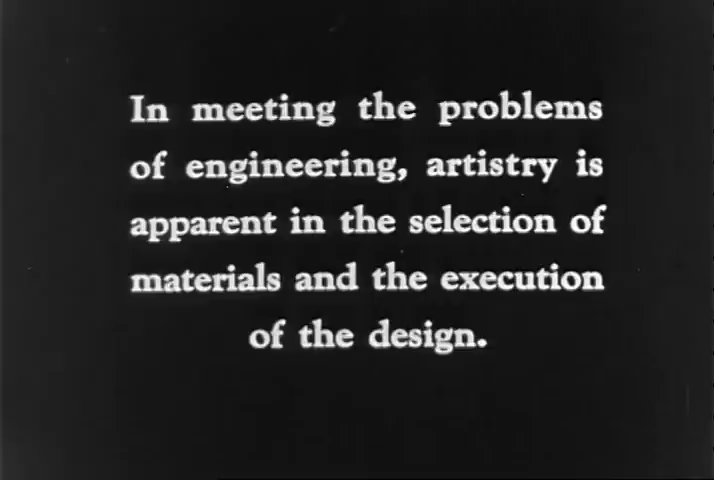 In meeting the problems
of engineering, artistry is
apparent in the selection of
materials and the execution
of the design.